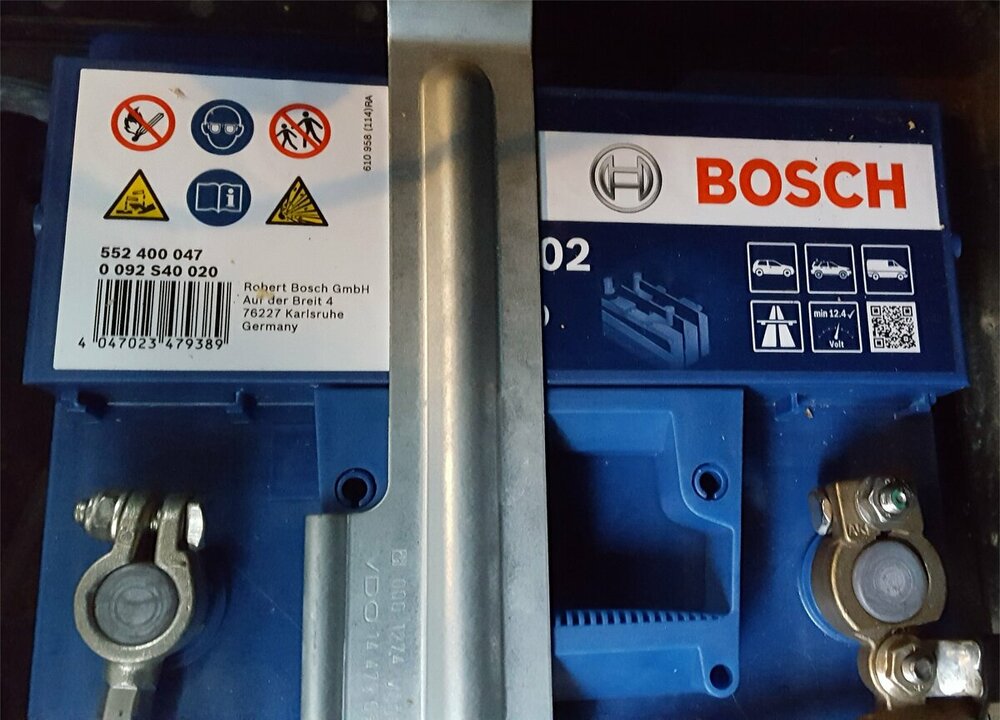 610 958 (114)RA
552 400 047
0 092 S40 020
Robert Bosch GmbH
Auf der Breit 4
76227 Karlsruhe
Germany
4 047023 479389
BOSCH
02
min 12.4 ✓
Volt
VDO